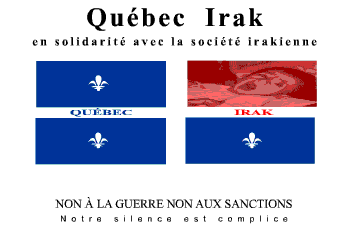 Québec Irak
en solidarité avec la société irakienne
QUÉBEC IRAK
NON À LA GUERRE NON AUX SANCTIONS
Notre silence est complice